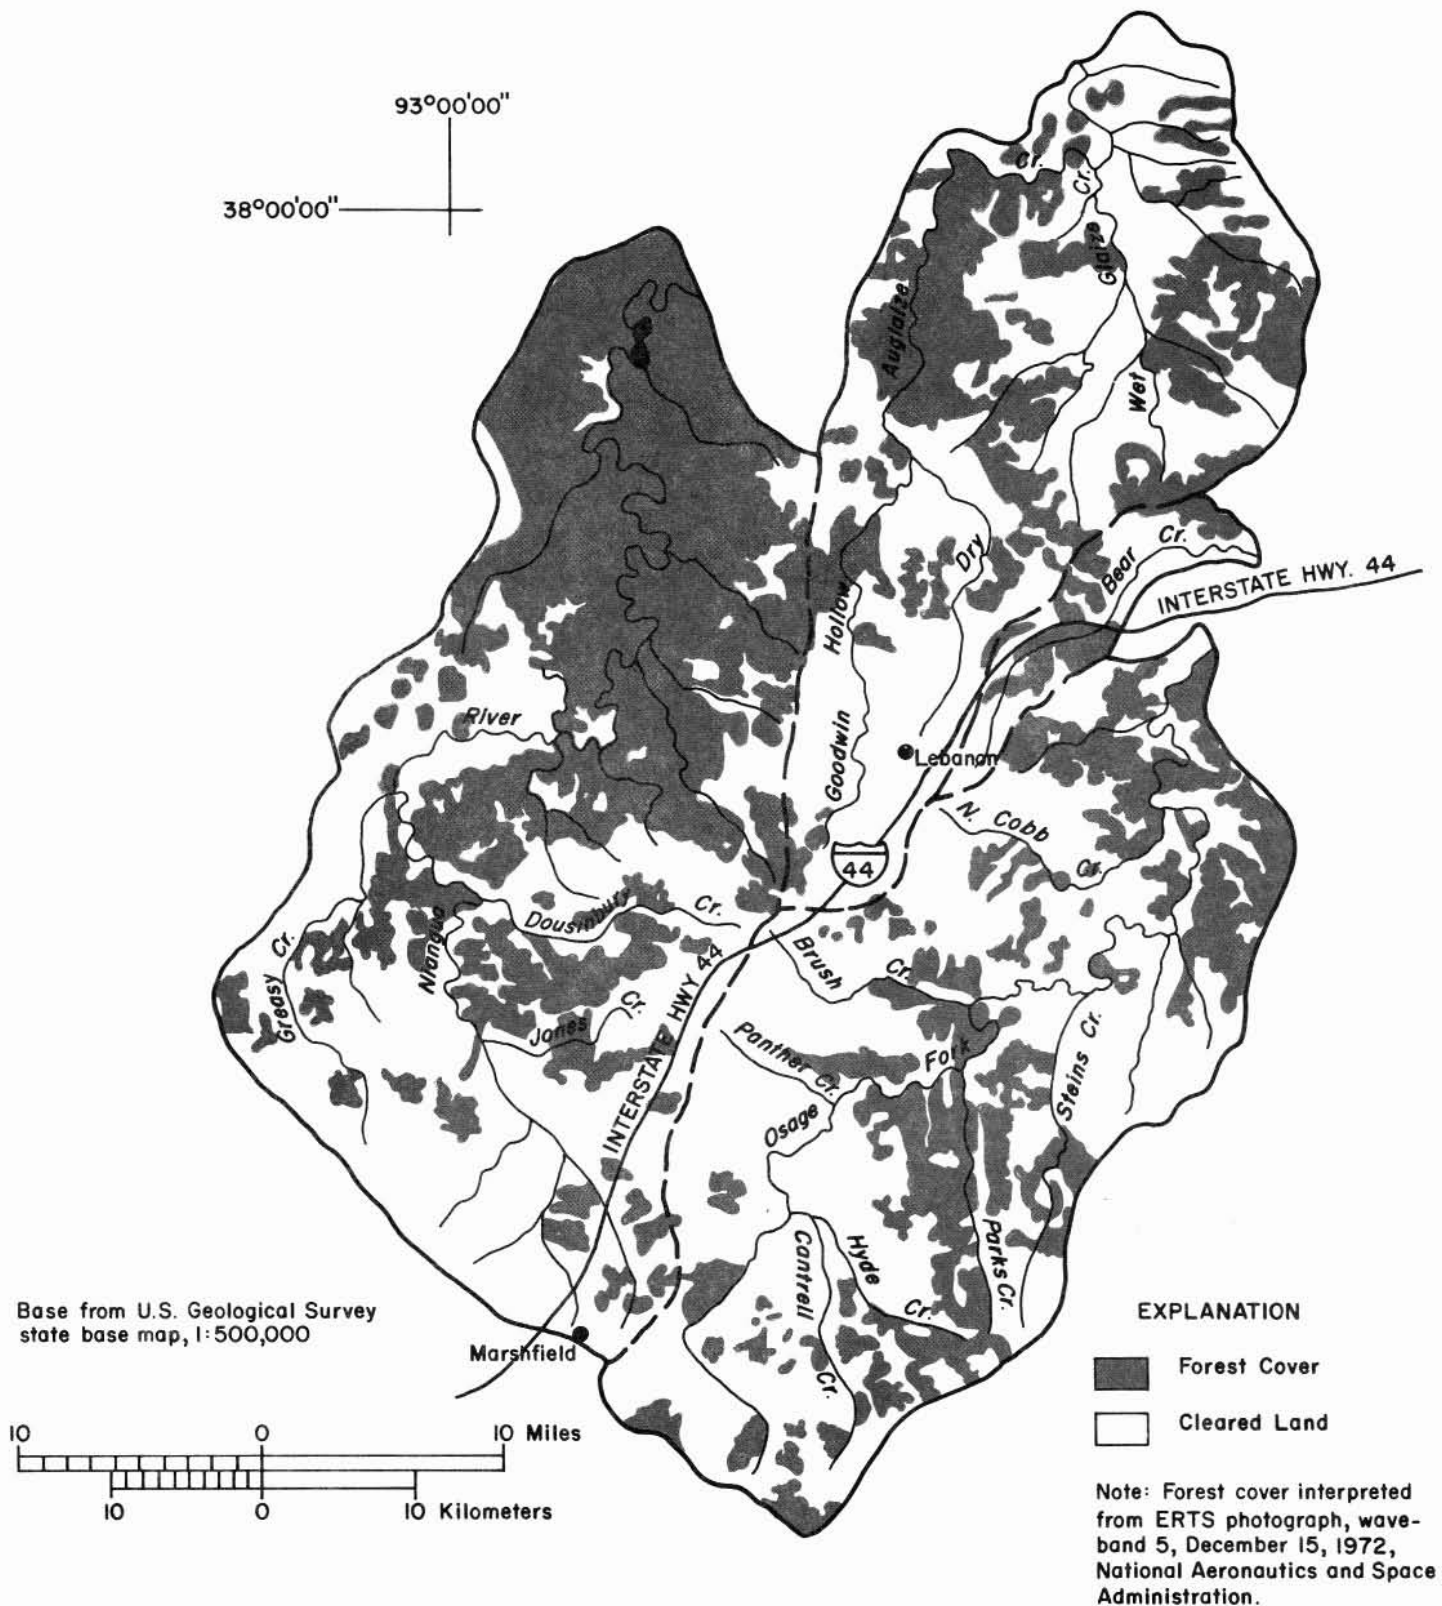 93°00'00"
38°00'00"
Cr.
Cr.
Glaize
Auglaize
Wet
Bear Cr.
INTERSTATE HWY. 44
Dry
Hollow
Goodwin
River
Lebanon
N. Cobb Cr.
44
Dousinbury Cr.
Niangua
Greasy Cr.
Brush Cr.
INTERSTATE HWY 44
Jones Cr.
Panther Cr.
Fork
Osage
Steins Cr.
Parks Cr.
Hyde Cr.
Cantrell Cr.
Marshfield
Base from U.S. Geological Survey
state base map, 1:500,000
10 0 10 Miles
10 0 10 Kilometers
EXPLANATION
Forest Cover
Cleared Land
Note: Forest cover interpreted
from ERTS photograph, wave-
band 5, December 15, 1972,
National Aeronautics and Space
Administration.